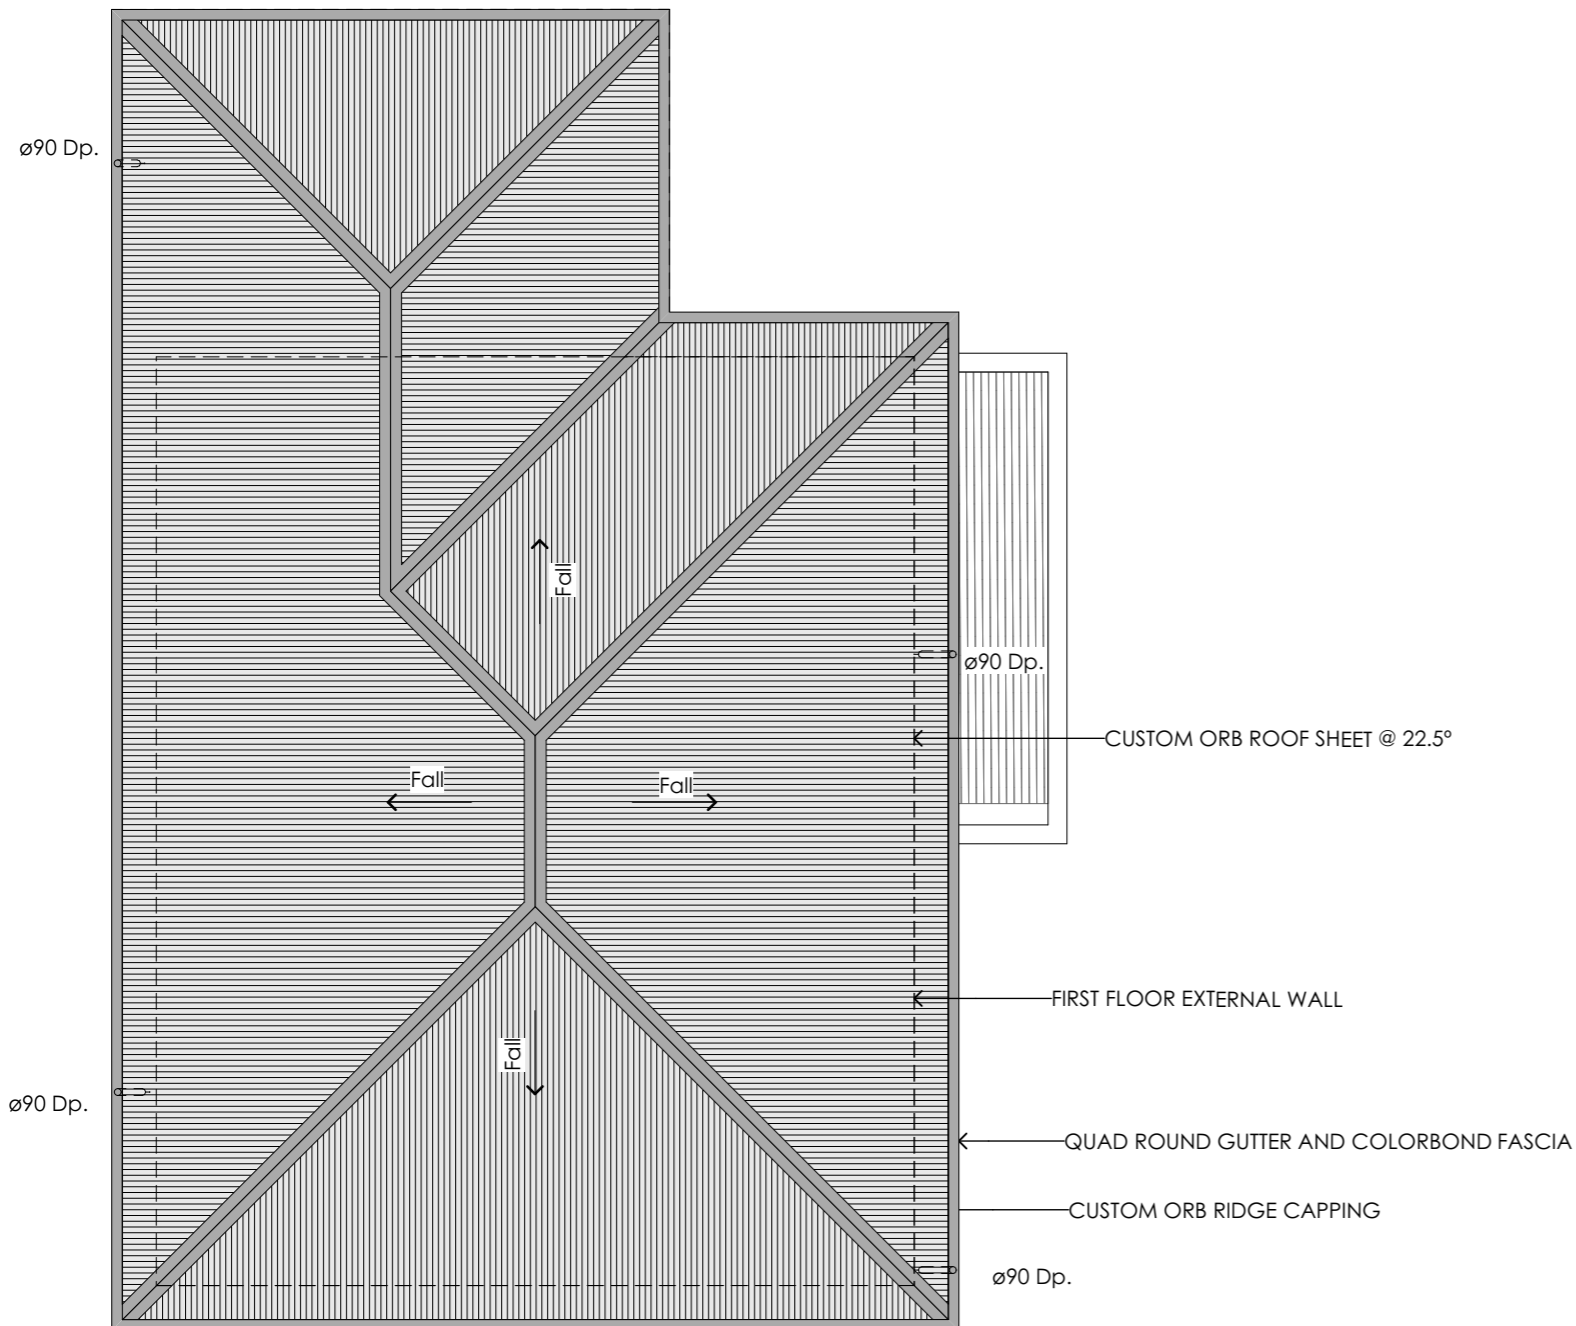 ø90 Dp.
Fall
ø90 Dp.
CUSTOM ORB ROOF SHEET @ 22.5°
Fall
Fall
FIRST FLOOR EXTERNAL WALL
Fall
ø90 Dp.
QUAD ROUND GUTTER AND COLORBOND FASCIA
CUSTOM ORB RIDGE CAPPING
ø90 Dp.